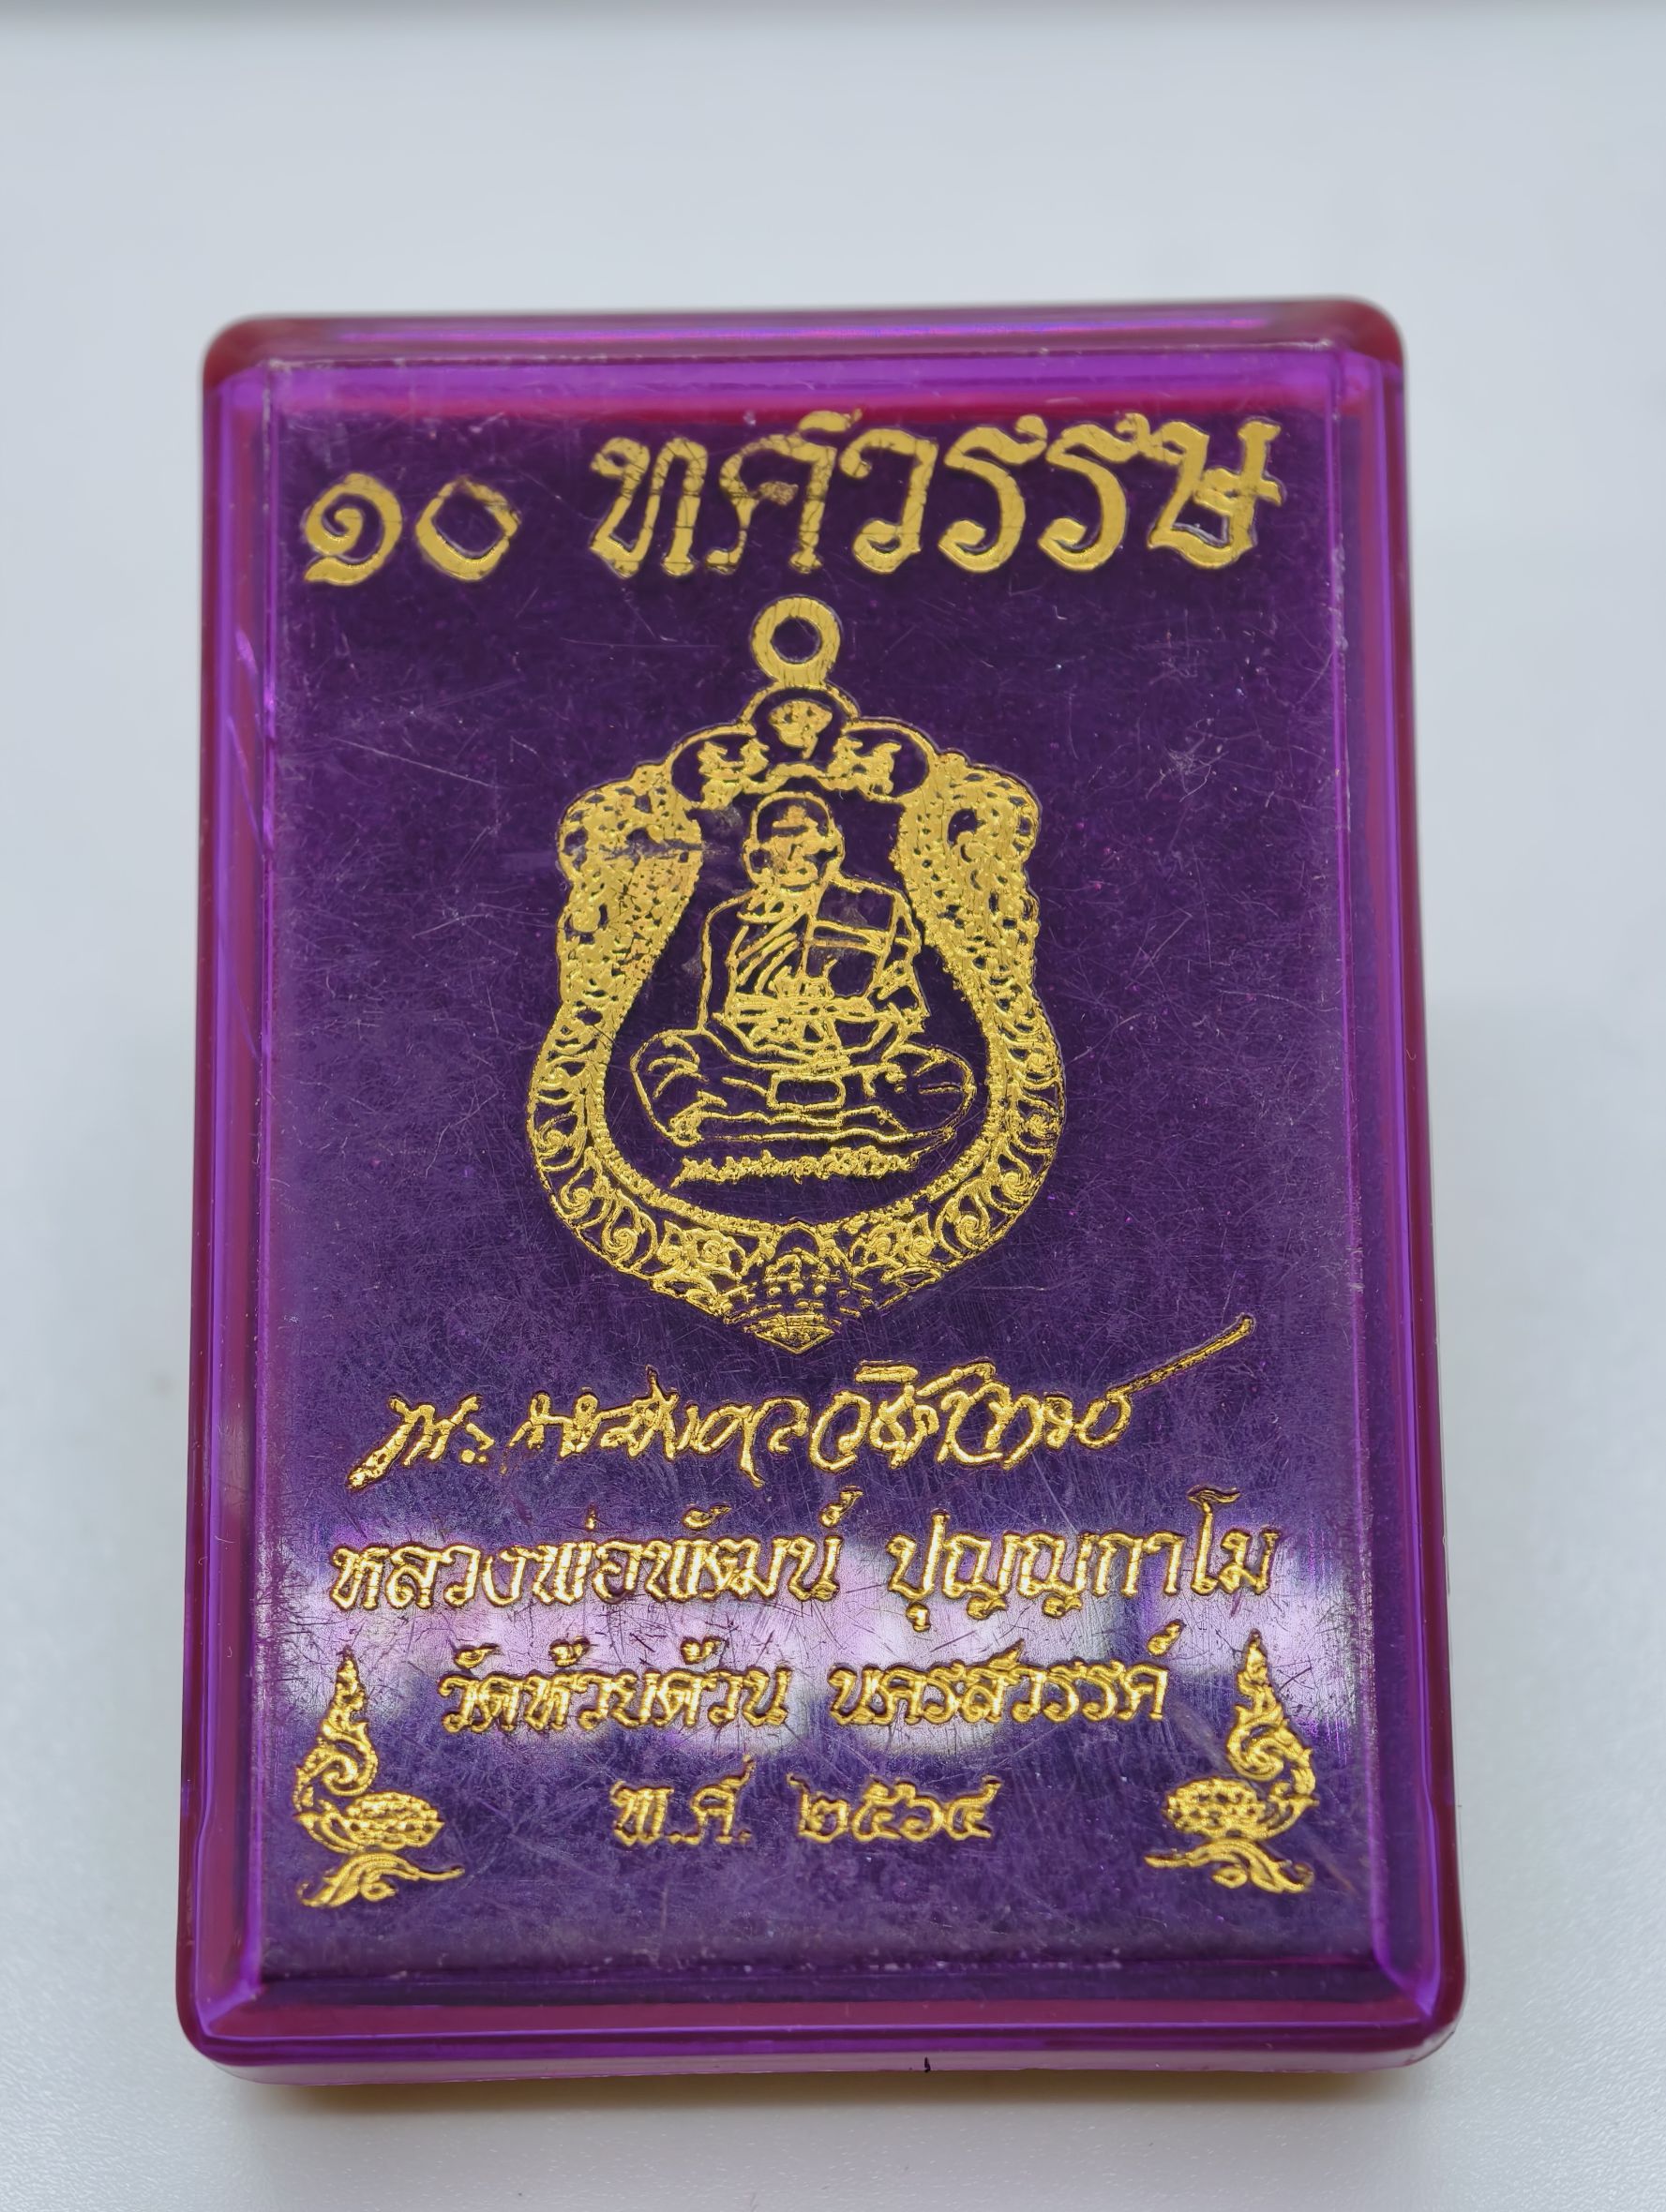 ๑๐ ทศวรรษ
หลวงพ่อพัฒน์ ปุญญกาโม
วัดห้วยด้วน นครสวรรค์
พ.ศ. ๒๕๖๔